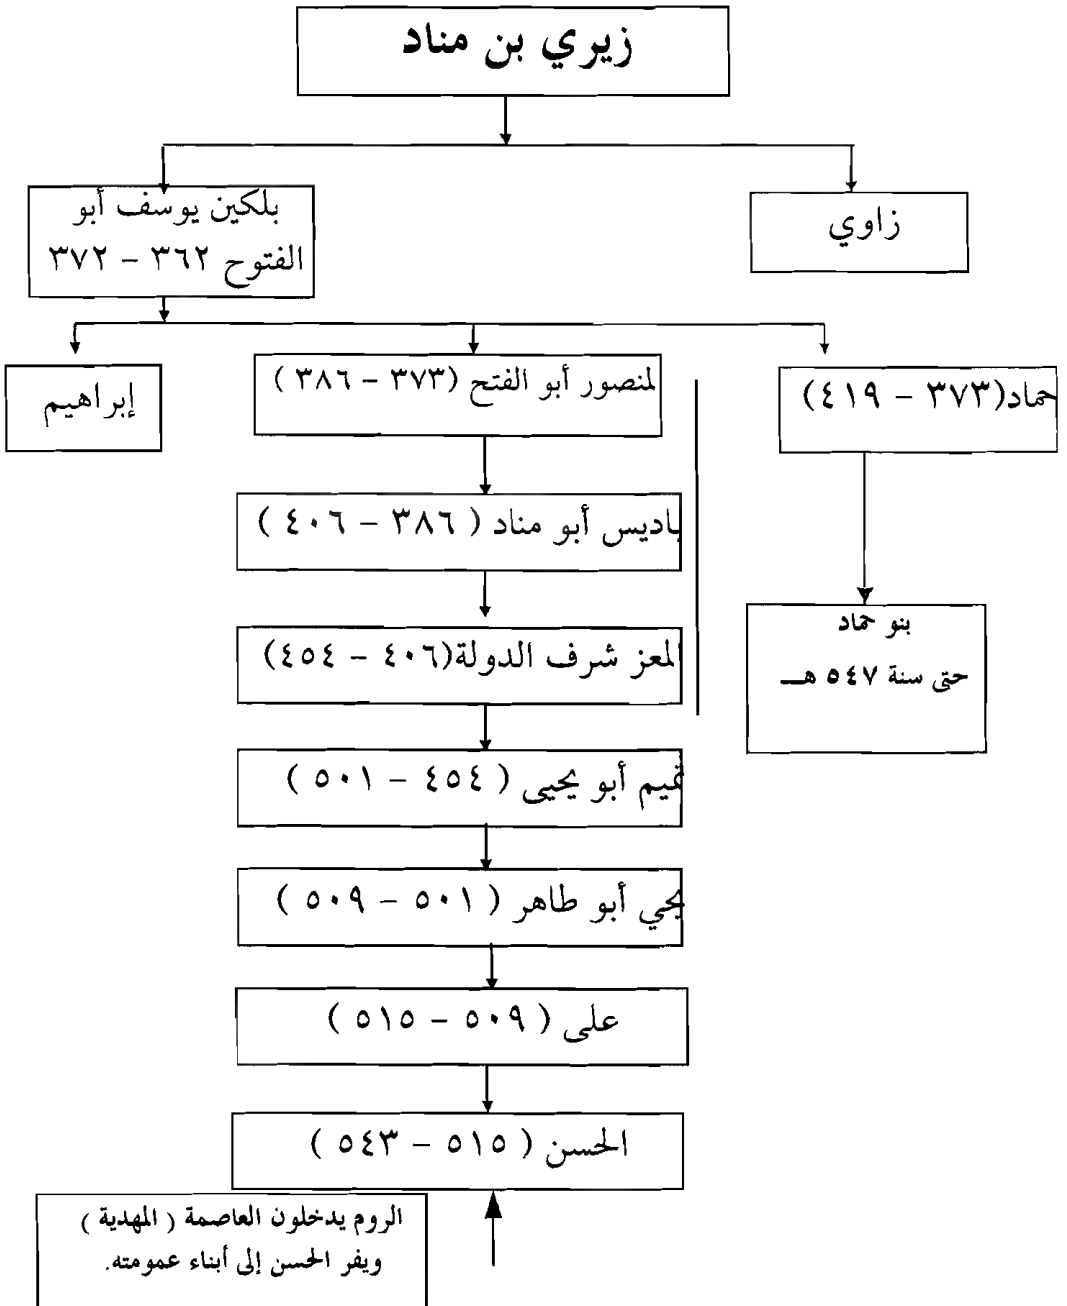 زيري بن مناد
زاوي
بلكين يوسف أبو
الفتوح ٣٦٢ – ٣٧٢
حماد(٣٧٣ – ٤١٩)
لمنصور أبو الفتح (٣٧٣ – ٣٨٦ )
إبراهيم
باديس أبو مناد ( ٣٨٦ – ٤٠٦ )
بنو حماد
حتى سنة ٥٤٧ هـــ
المعز شرف الدولة(٤٠٦ – ٤٥٤)
تميم أبو يحيى ( ٤٥٤ – ٥٠١ )
يحيي أبو طاهر ( ٥٠١ – ٥٠٩ )
على ( ٥٠٩ – ٥١٥ )
الحسن ( ٥١٥ – ٥٤٣ )
الروم يدخلون العاصمة ( المهدية )
ويفر الحسن إلى أبناء عمومته.